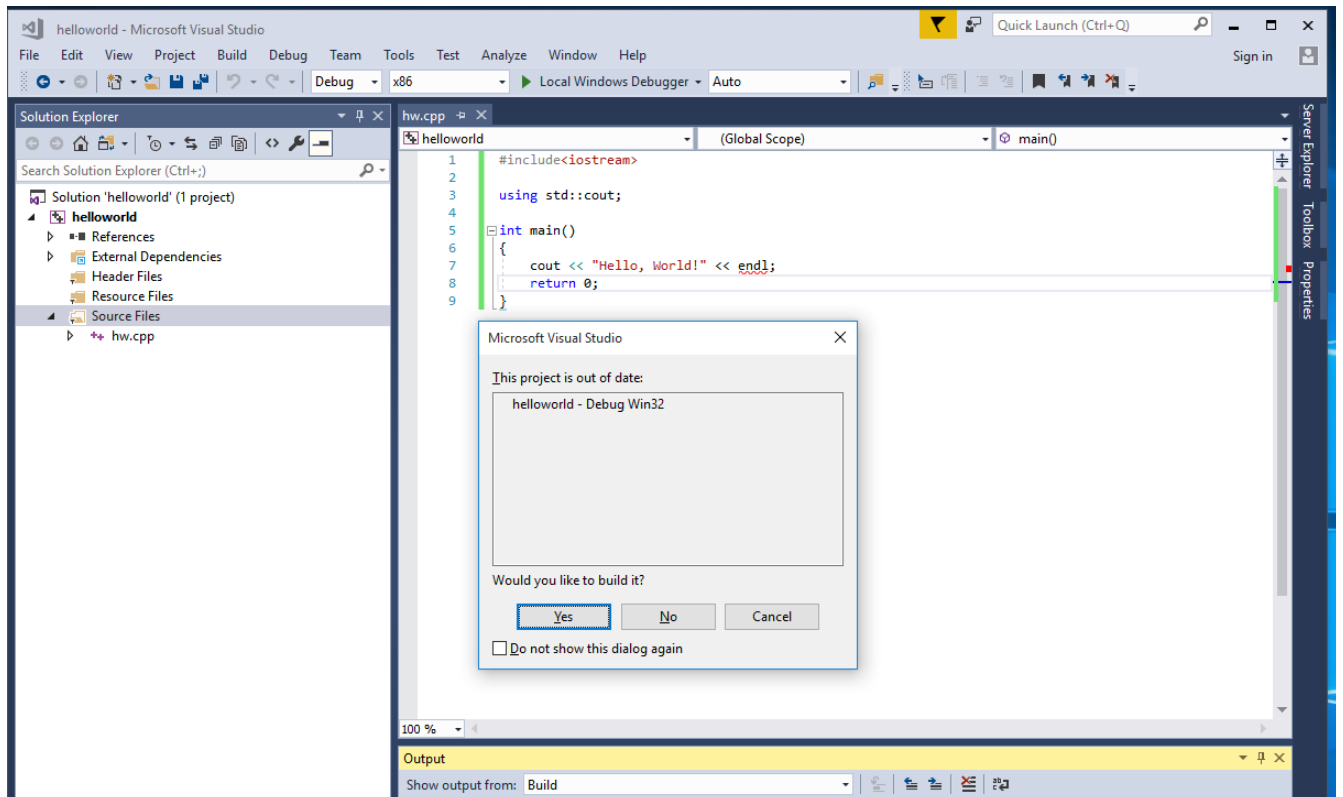 helloworld - Microsoft Visual Studio
Quick Launch (Ctrl+Q)
File Edit View Project Build Debug Team Tools Test Analyze Window Help
Sign in
Debug x86 Local Windows Debugger Auto
Solution Explorer
Search Solution Explorer (Ctrl+;)
Solution 'helloworld' (1 project)
helloworld
References
External Dependencies
Header Files
Resource Files
Source Files
hw.cpp
hw.cpp
helloworld (Global Scope) main()
1 #include<iostream>
2
3 using std::cout;
4
5 int main()
6 {
7 cout << "Hello, World!" << endl;
8 return 0;
9 }
Microsoft Visual Studio
This project is out of date:
helloworld - Debug Win32
Would you like to build it?
Yes No Cancel
Do not show this dialog again
100 %
Output
Show output from: Build
Server Explorer
Toolbox
Properties